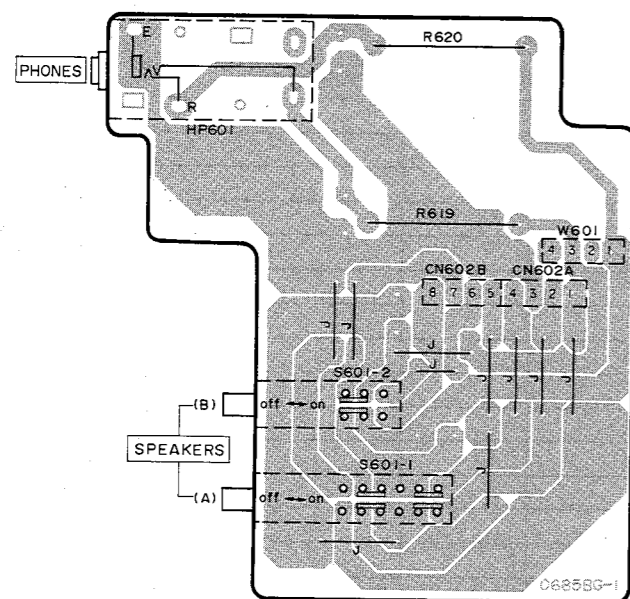 E
R620
PHONES
R
HP601
R619
W601
4 3 2 1
CN602B CN602A
8 7 6 5 4 3 2 1
J
J
J
J
S601-2
J
J
J
J
(B) off ↔ on
SPEAKERS
S601-1
J
(A) off ↔ on
J
C685BG-1